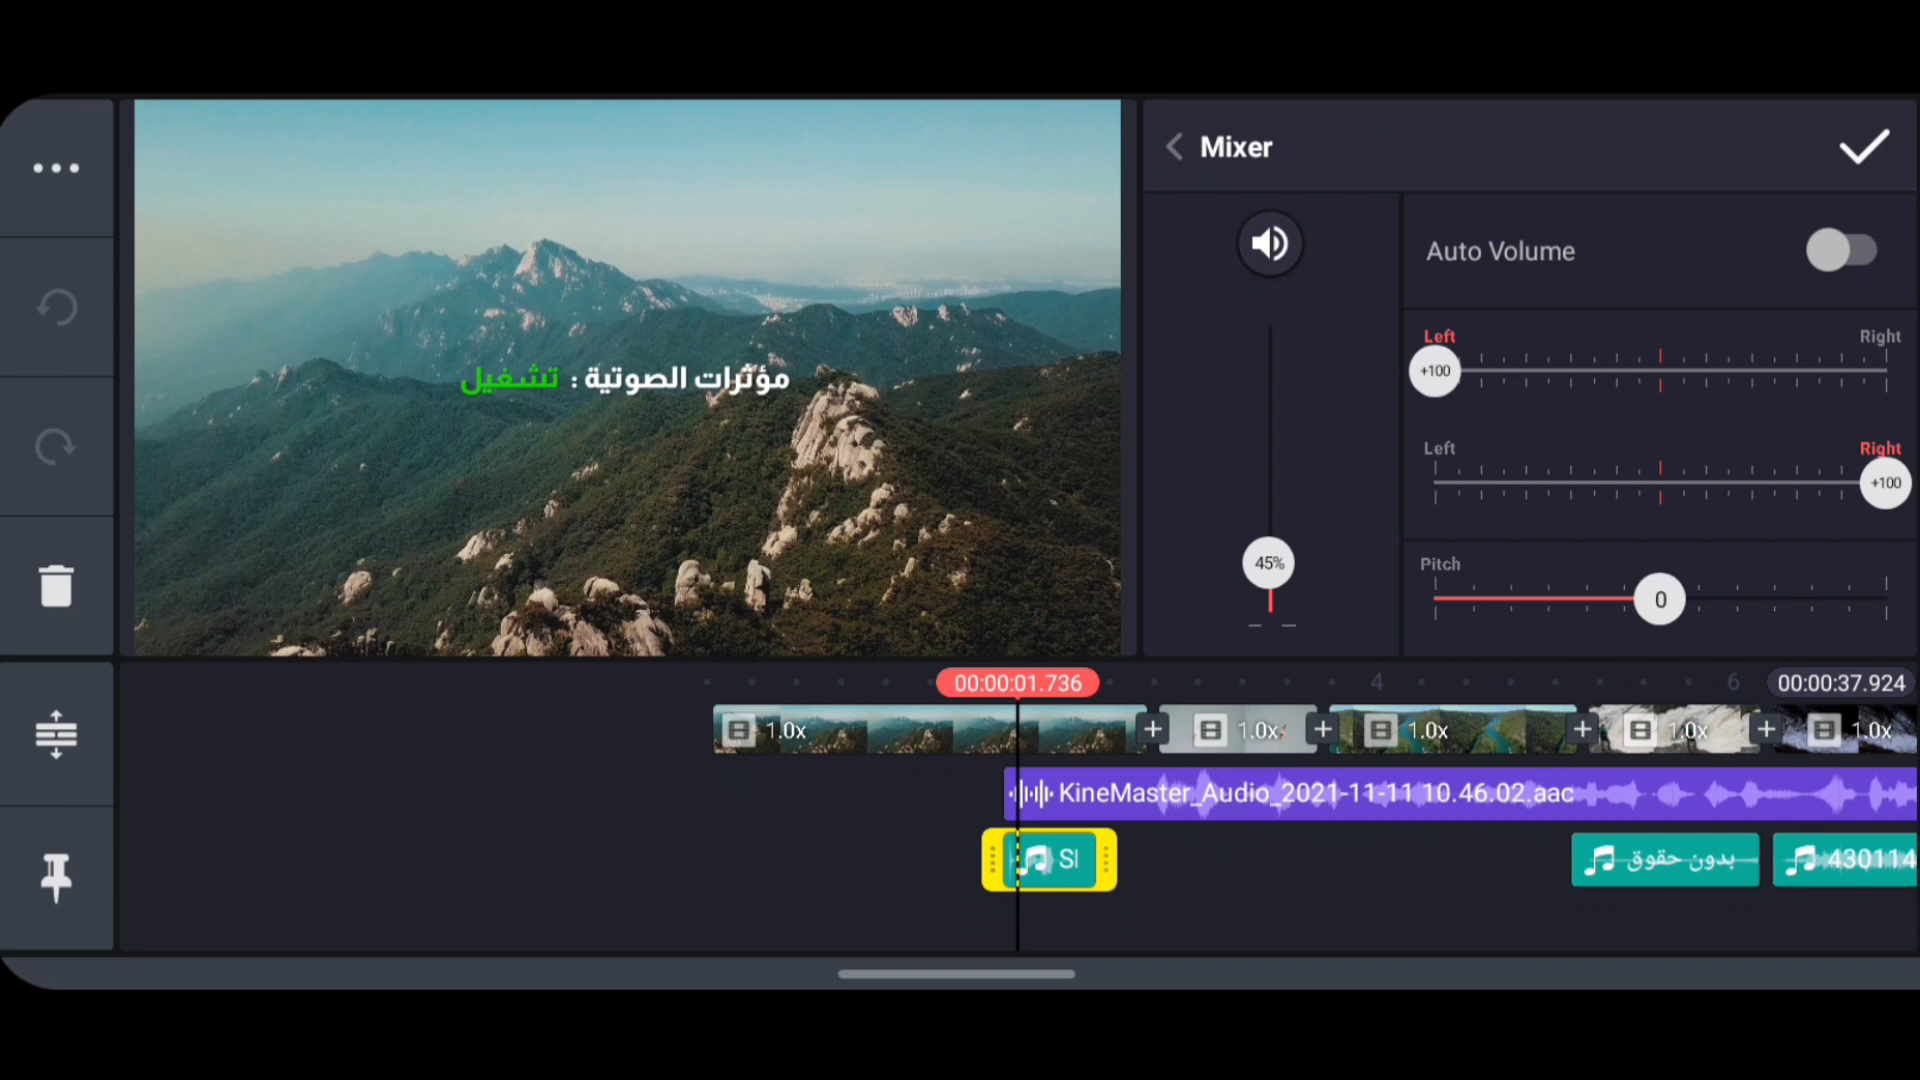 Mixer
Auto Volume
Left Right
+100
مؤثرات الصوتية : تشغيل
Left Right
+100
45%
Pitch
0
00:00:01.736 4 6 00:00:37.924
1.0x 1.0x 1.0x 1.0x 1.0x
KineMaster_Audio_2021-11-11 10.46.02.aac
Sl بدون حقوق 430114